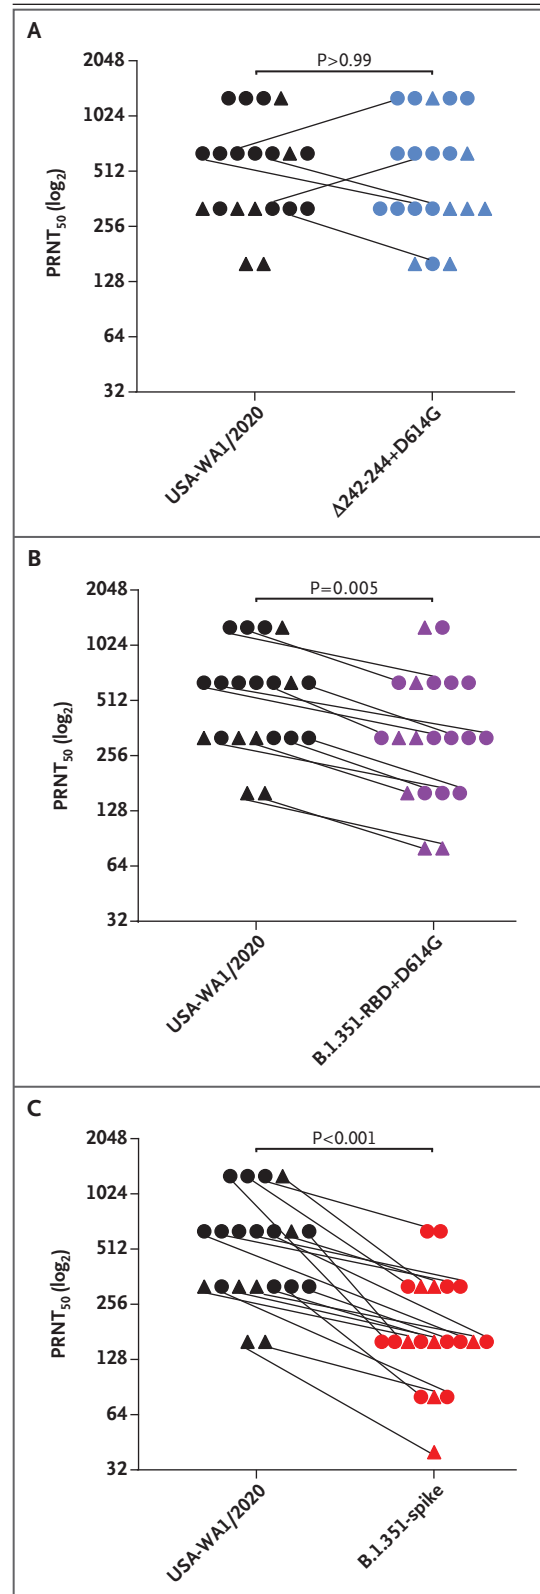 A
P>0.99
2048
1024
512
256
128
64
32
PRNT50 (log2)
USA-WA1/2020
Δ242-244+D614G
B
P=0.005
2048
1024
512
256
128
64
32
PRNT50 (log2)
USA-WA1/2020
B.1.351-RBD+D614G
C
P<0.001
2048
1024
512
256
128
64
32
PRNT50 (log2)
USA-WA1/2020
B.1.351-spike